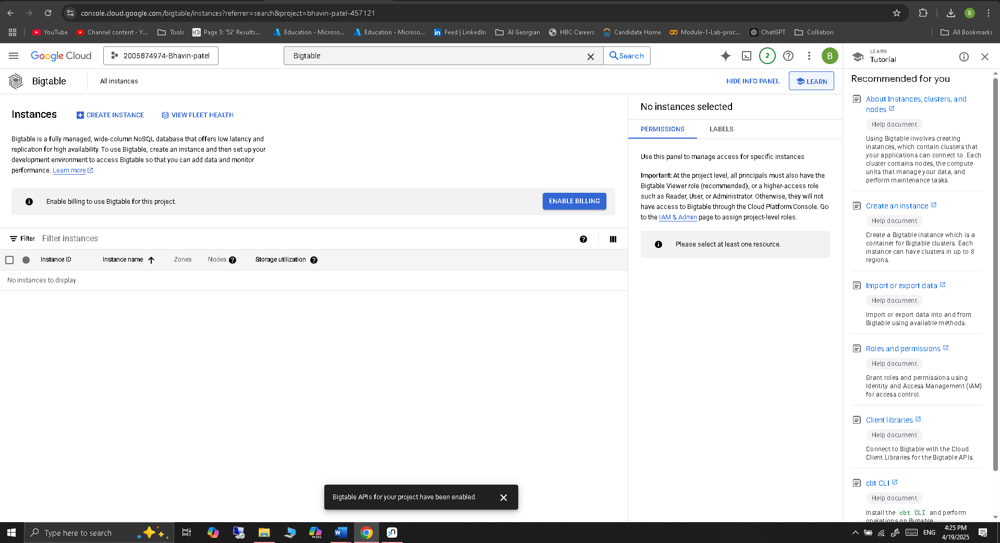 console.cloud.google.com/bigtable/instances?referrer=search&project=bhavin-patel-457121
B
YouTube
Channel content - Y...
Tools
Page 3: '52' Results...
Education - Microso...
Education - Microso...
Feed | LinkedIn
AI Georgian
HBC Careers
Candidate Home
Module-1-Lab-proc...
ChatGPT
Colliation
All Bookmarks
Google Cloud
2005874974-Bhavin-patel
Bigtable
Search
2
B
LEARN
Tutorial
Bigtable
All instances
HIDE INFO PANEL
LEARN
Instances
CREATE INSTANCE
VIEW FLEET HEALTH
Bigtable is a fully managed, wide-column NoSQL database that offers low latency and
replication for high availability. To use Bigtable, create an instance and then set up your
development environment to access Bigtable so that you can add data and monitor
performance. Learn more
Enable billing to use Bigtable for this project.
ENABLE BILLING
Filter
Filter instances
Instance ID
Instance name
Zones
Nodes
Storage utilization
No instances to display
No instances selected
PERMISSIONS
LABELS
Use this panel to manage access for specific instances
Important: At the project level, all principals must also have the
Bigtable Viewer role (recommended), or a higher-access role
such as Reader, User, or Administrator. Otherwise, they will not
have access to Bigtable through the Cloud Platform Console. Go
to the IAM & Admin page to assign project-level roles.
Please select at least one resource.
Recommended for you
About Instances, clusters, and
nodes
Help document
Using Bigtable involves creating
instances, which contain clusters that
your applications can connect to. Each
cluster contains nodes, the compute
units that manage your data, and
perform maintenance tasks.
Create an instance
Help document
Create a Bigtable instance which is a
container for Bigtable clusters. Each
instance can have clusters in up to 8
regions.
Import or export data
Help document
Import or export data into and from
Bigtable using available methods.
Roles and permissions
Help document
Grant roles and permissions using
Identity and Access Management (IAM)
for access control.
Client libraries
Help document
Connect to Bigtable with the Cloud
Client Libraries for the Bigtable APIs.
cbt CLI
Help document
Install the cbt CLI and perform
operations on Bigtable
Bigtable APIs for your project have been enabled.
Type here to search
M365
ENG
4:25 PM
4/19/2025